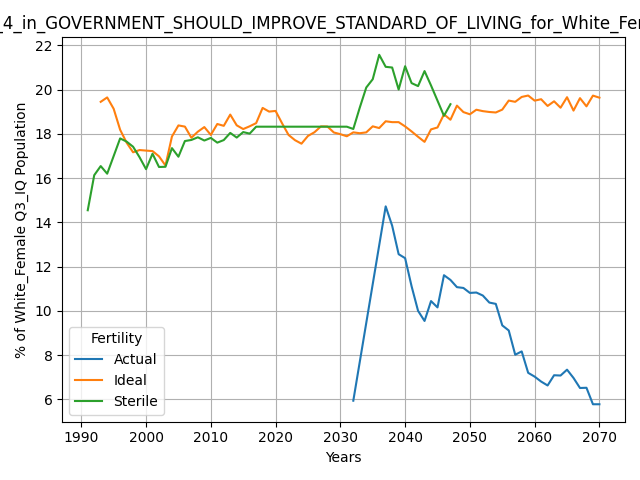 _4_in_GOVERNMENT_SHOULD_IMPROVE_STANDARD_OF_LIVING_for_White_Fe
% of White_Female Q3_IQ Population
22
20
18
16
14
12
10
8
6
Fertility
Actual
Ideal
Sterile
1990 2000 2010 2020 2030 2040 2050 2060 2070
Years